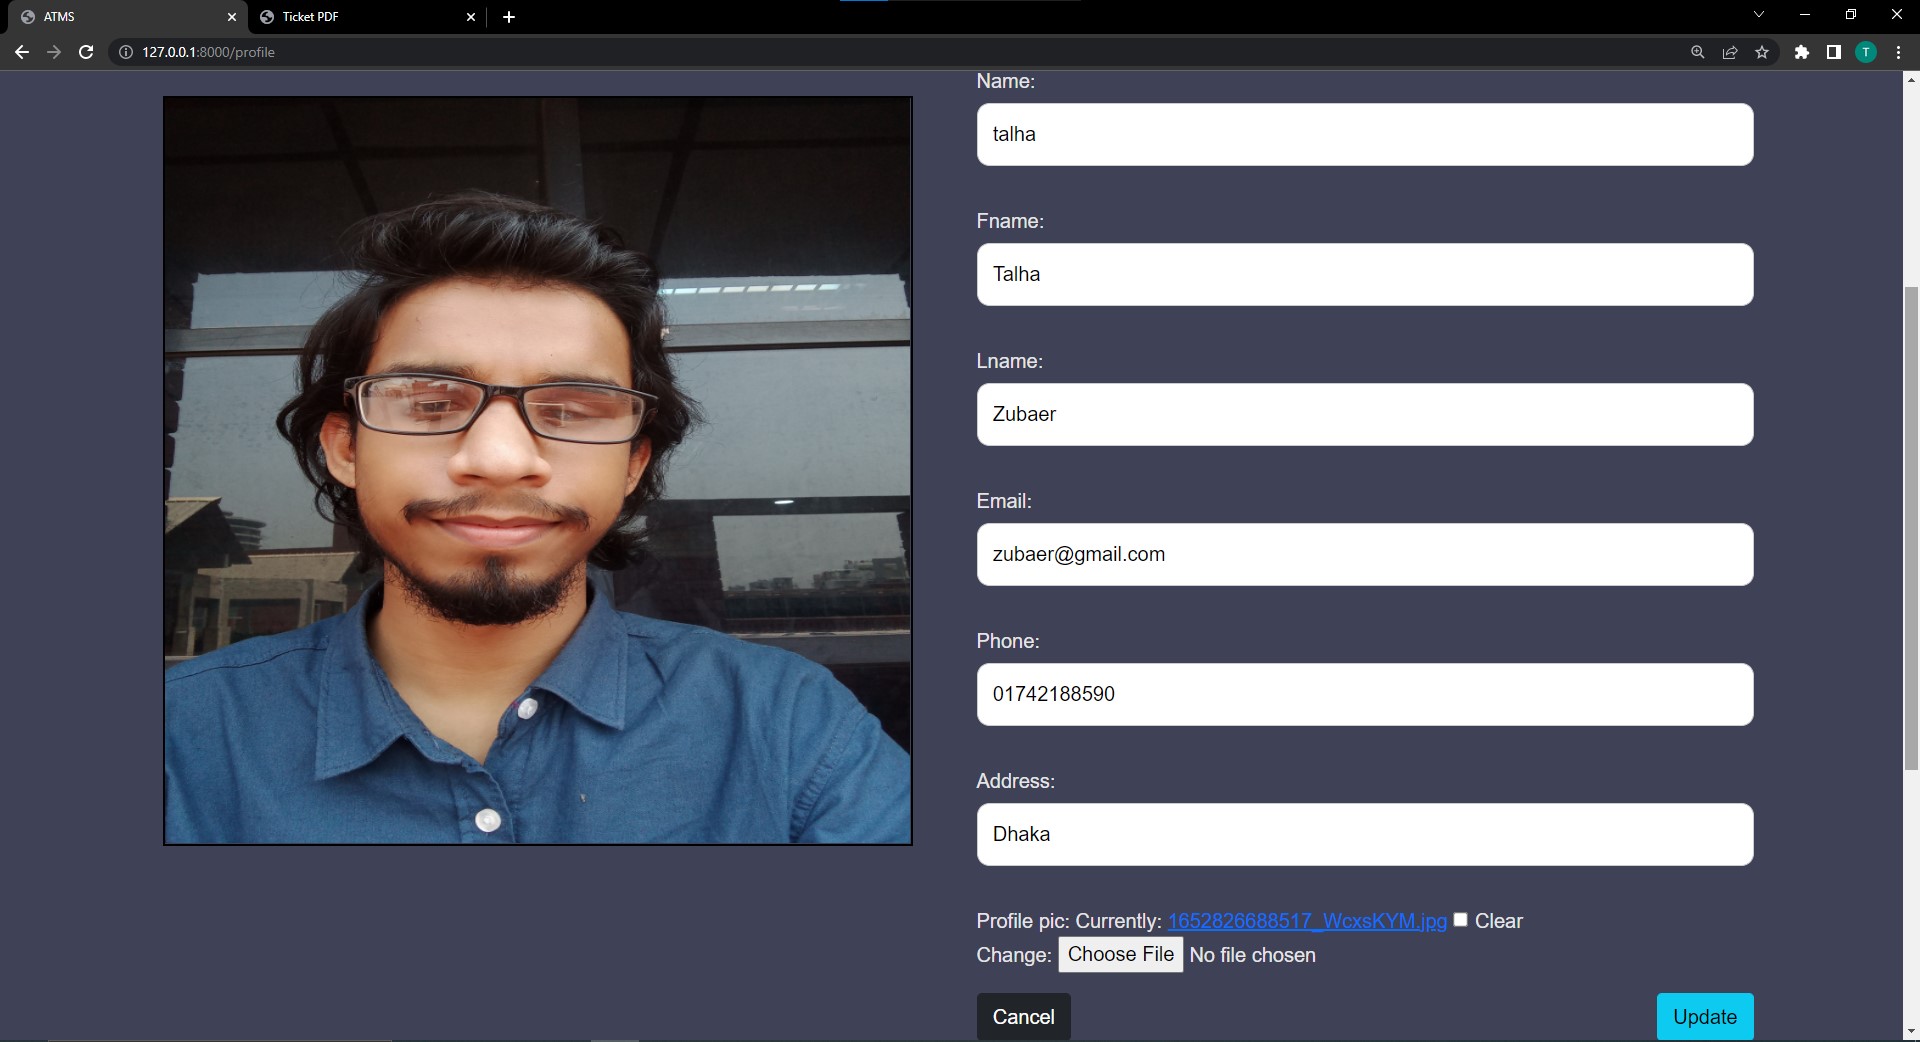 ATMS
Ticket PDF
127.0.0.1:8000/profile
T
Name:
talha
Fname:
Talha
Lname:
Zubaer
Email:
zubaer@gmail.com
Phone:
01742188590
Address:
Dhaka
Profile pic: Currently: 1652826688517_WcxsKYM.jpg Clear
Change: Choose File No file chosen
Cancel Update